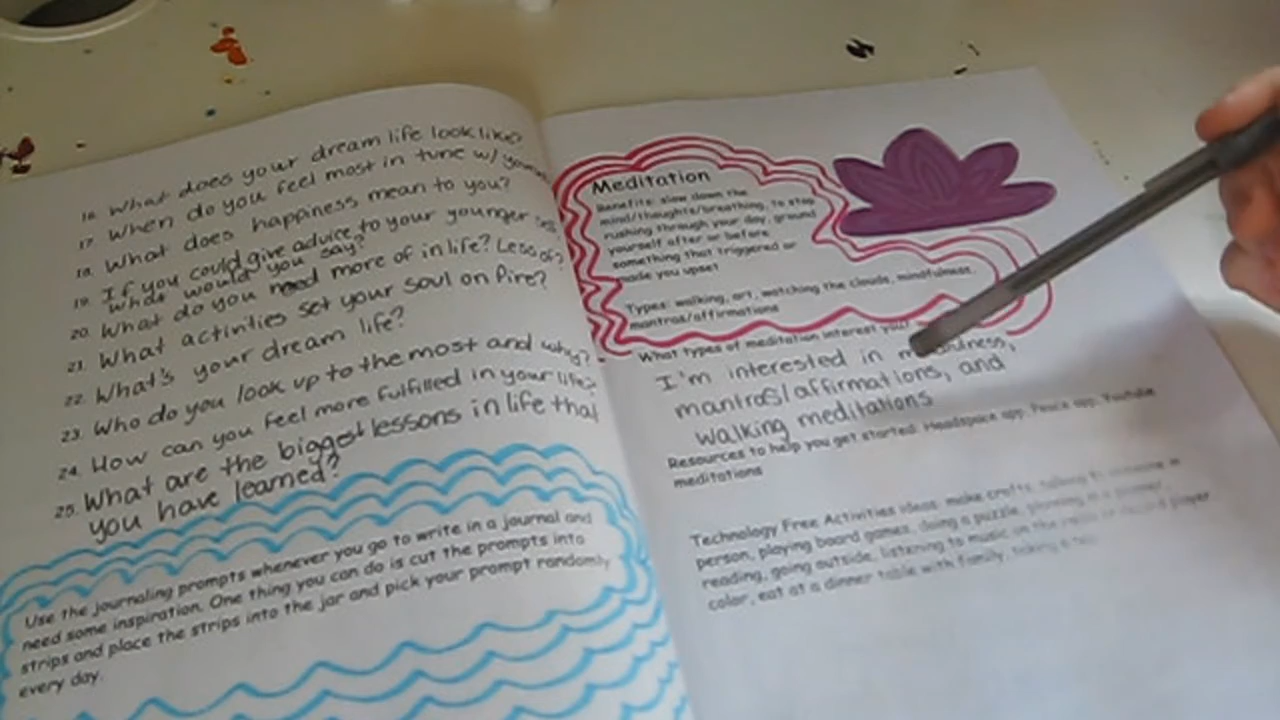 16. What does your dream life look like?
17. When do you feel most in tune w/
18. What does happiness mean to you?
19. If you could give advice to your younger
what would you say?
20. What do you need more of in life? Less of?
21. What activities set your soul on fire?
22. What's your dream life?
23. Who do you look up to the most and why?
24. How can you feel more fulfilled in your life?
25. What are the biggest lessons in life that
you have learned?
Use the journaling prompts whenever you go to write in a journal and
need some inspiration. One thing you can do is cut the prompts into
strips and place the strips into the jar and pick your prompt randomly
every day.
Meditation
Benefits: slow down the
mind/thoughts/breathing, to stop
rushing through your day, ground
yourself after or before
something that triggered or
made you upset
Types: walking, art, watching the clouds, mindfulness,
mantras/affirmations
What types of meditation interest you?
I'm interested in
mantras/affirmations, and
walking meditations
Resources to help you get started: Headspace app, Peace app, Youtube
meditations
Technology Free Activities ideas: make crafts, talking to someone in
person, playing board games, doing a puzzle, planning in a planner,
reading, going outside, listening to music on the radio or record player
color, eat at a dinner table with family, taking a